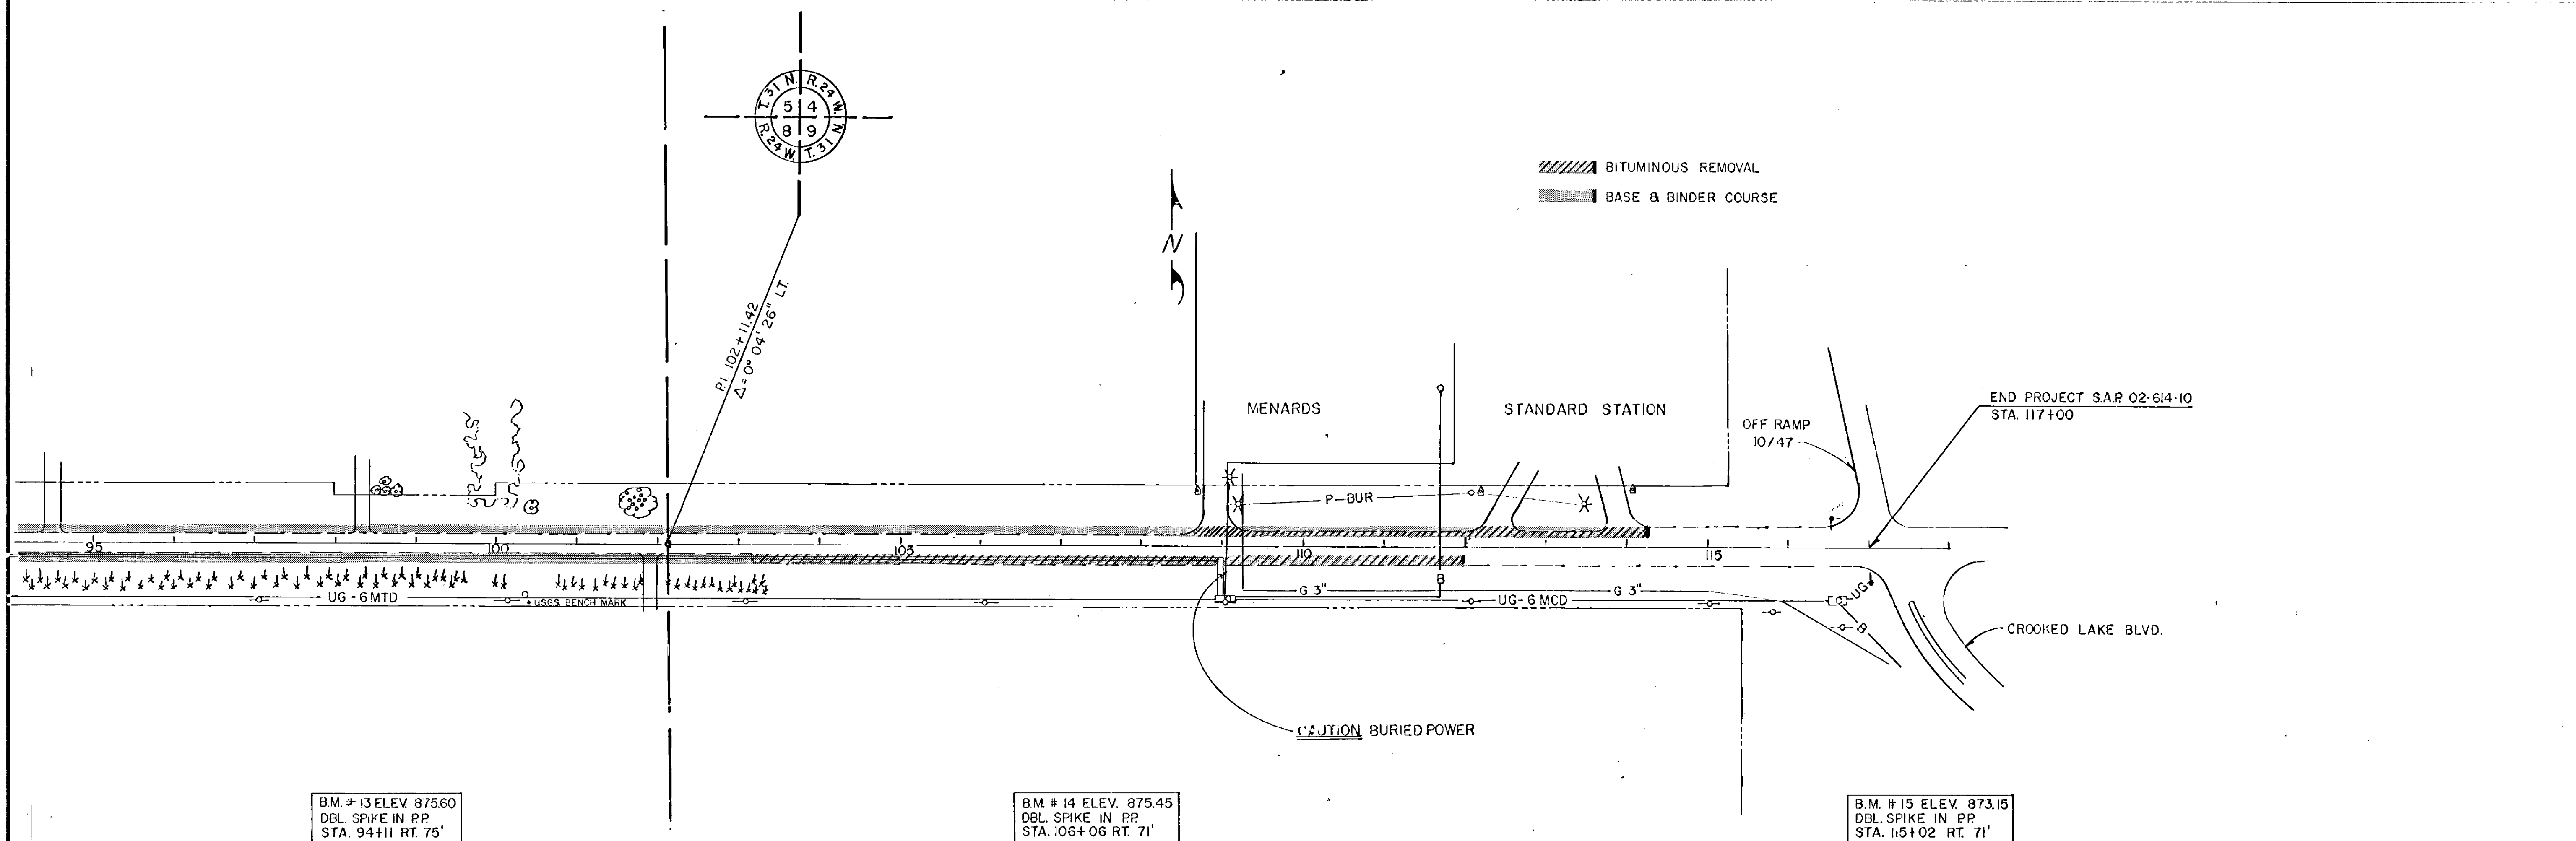 T. 31 N. R. 24 W.
5 4
8 9
R. 24 W. T. 31 N.
BITUMINOUS REMOVAL
BASE & BINDER COURSE
N
P.I. 102+11.42
Δ = 0° 04' 26" LT.
MENARDS
STANDARD STATION
OFF RAMP
10/47
END PROJECT S.A.P. 02-614-10
STA. 117+00
P-BUR
95
100
105
110
115
UG-6 MTD
USGS BENCH MARK
G 3"
B
UG-6 MCD
G 3"
UG
B
CROOKED LAKE BLVD.
CAUTION BURIED POWER
B.M. # 13 ELEV. 875.60
DBL. SPIKE IN P.P.
STA. 94+11 RT. 75'
B.M. # 14 ELEV. 875.45
DBL. SPIKE IN P.P.
STA. 106+06 RT. 71'
B.M. # 15 ELEV. 873.15
DBL. SPIKE IN P.P.
STA. 115+02 RT. 71'